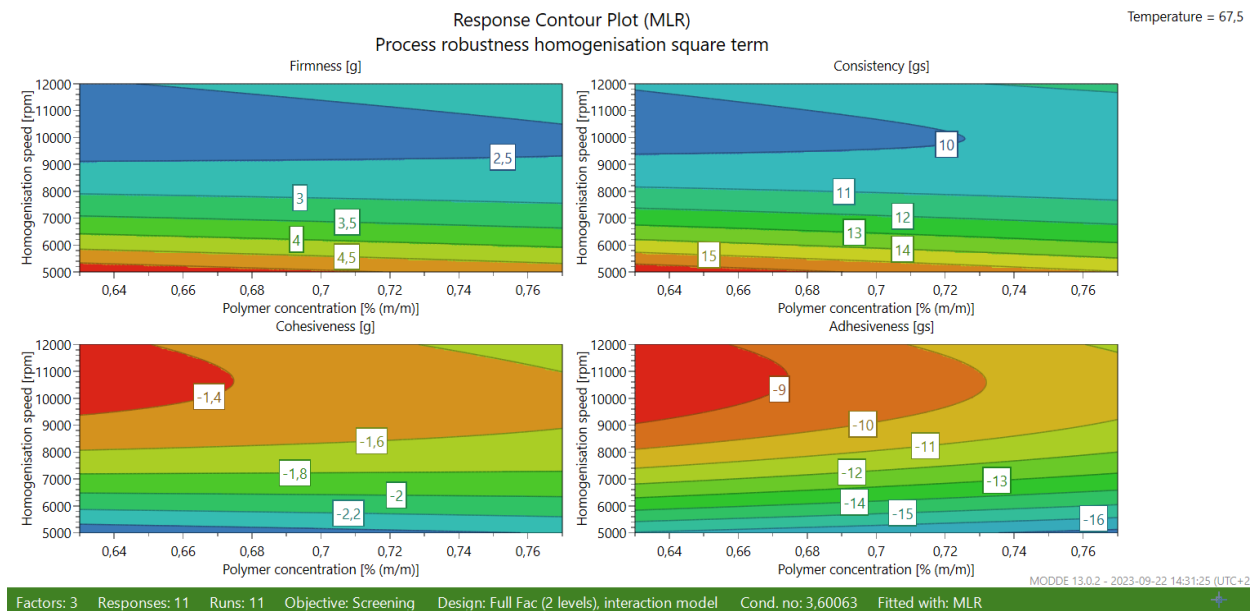 Response Contour Plot (MLR)
Temperature = 67,5
Process robustness homogenisation square term
Firmness [g]
Homogenisation speed [rpm]
12000
11000
10000
9000
8000
7000
6000
5000
2,5
3
3,5
4
4,5
0,64 0,66 0,68 0,7 0,72 0,74 0,76
Polymer concentration [% (m/m)]
Consistency [gs]
Homogenisation speed [rpm]
12000
11000
10000
9000
8000
7000
6000
5000
10
11
12
13
14
15
0,64 0,66 0,68 0,7 0,72 0,74 0,76
Polymer concentration [% (m/m)]
Cohesiveness [g]
Homogenisation speed [rpm]
12000
11000
10000
9000
8000
7000
6000
5000
-1,4
-1,6
-1,8
-2
-2,2
0,64 0,66 0,68 0,7 0,72 0,74 0,76
Polymer concentration [% (m/m)]
Adhesiveness [gs]
Homogenisation speed [rpm]
12000
11000
10000
9000
8000
7000
6000
5000
-9
-10
-11
-12
-13
-14
-15
-16
0,64 0,66 0,68 0,7 0,72 0,74 0,76
Polymer concentration [% (m/m)]
MODDE 13.0.2 - 2023-09-22 14:31:25 (UTC+2
Factors: 3 Responses: 11 Runs: 11 Objective: Screening Design: Full Fac (2 levels), interaction model Cond. no: 3,60063 Fitted with: MLR